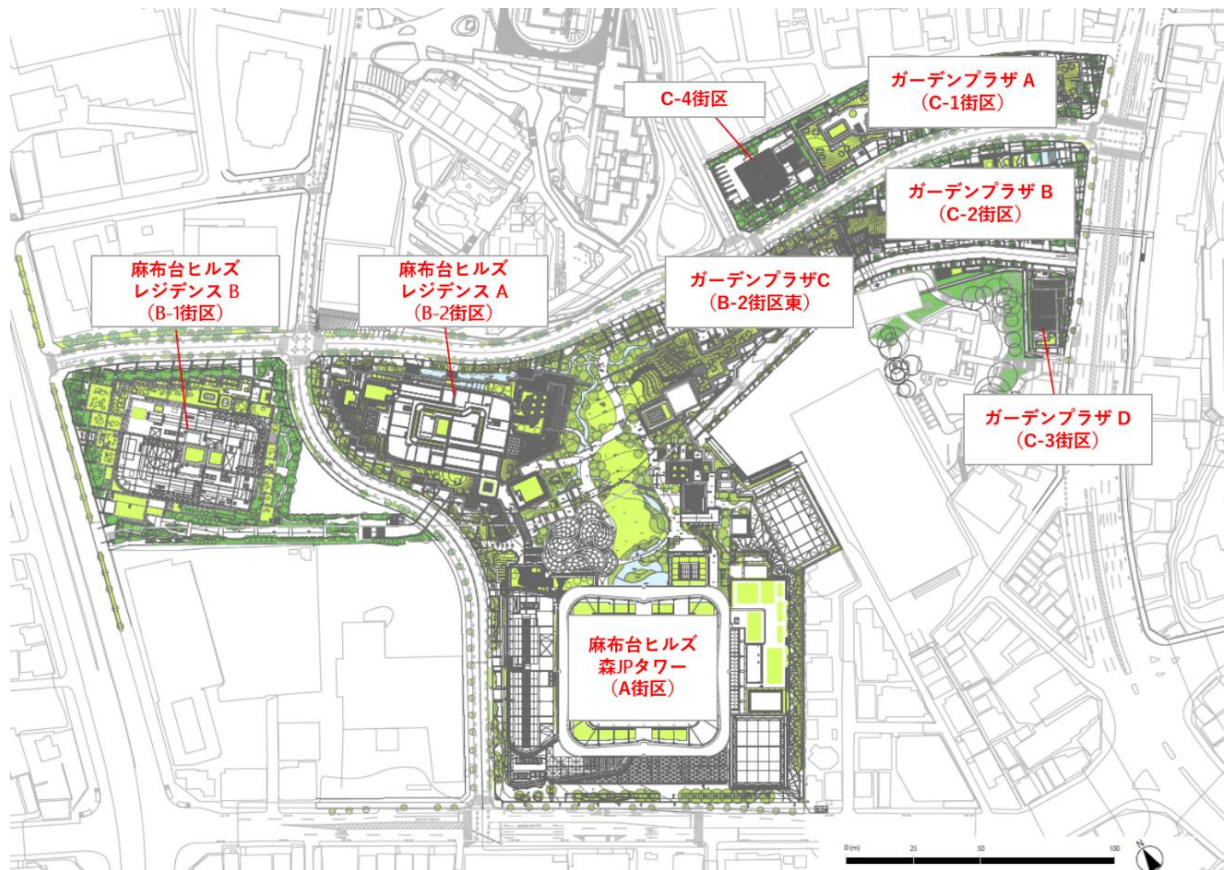 C-4街区
ガーデンプラザ A
（C-1街区）
ガーデンプラザ B
（C-2街区）
麻布台ヒルズ
レジデンス B
（B-1街区）
麻布台ヒルズ
レジデンス A
（B-2街区）
ガーデンプラザC
（B-2街区東）
ガーデンプラザ D
（C-3街区）
麻布台ヒルズ
森JPタワー
（A街区）
0(m) 25 50 100
N